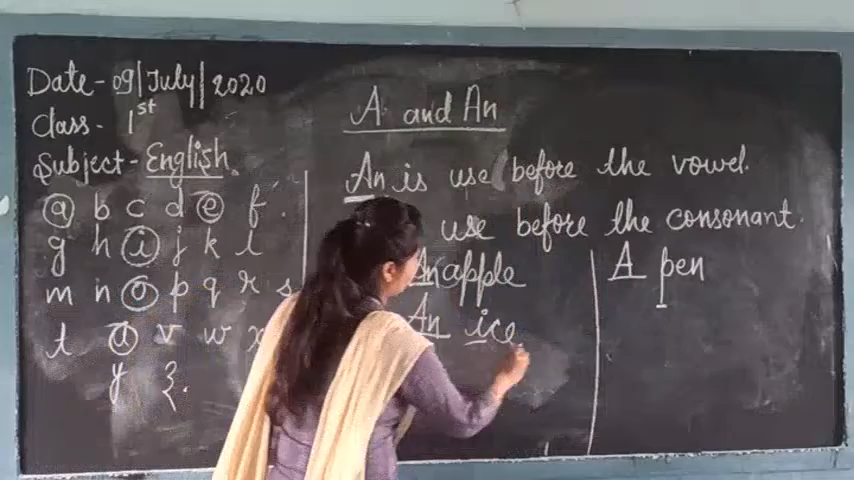 Date - 09|July|2020
Class - 1st
Subject - English.
a b c d e f.
g h i j k l
m n o p q r s
t u v w x
y z.
A and An
An is use before the vowel.
use before the consonant.
An apple
An ice
A pen